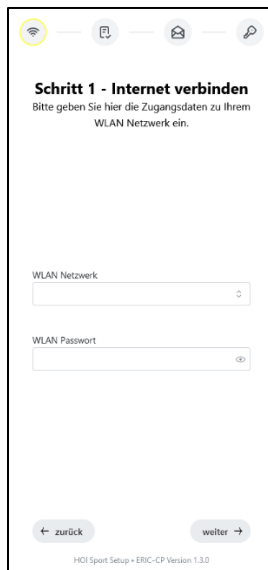 Schritt 1 - Internet verbinden
Bitte geben Sie hier die Zugangsdaten zu Ihrem
WLAN Netzwerk ein.
WLAN Netzwerk
WLAN Passwort
← zurück
weiter →
HOI Sport Setup • ERIC-CP Version 1.3.0